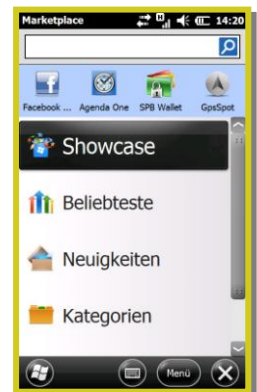 Marketplace 14:20
Facebook ... Agenda One SPB Wallet GpsSpot
Showcase
Beliebteste
Neuigkeiten
Kategorien
Menü